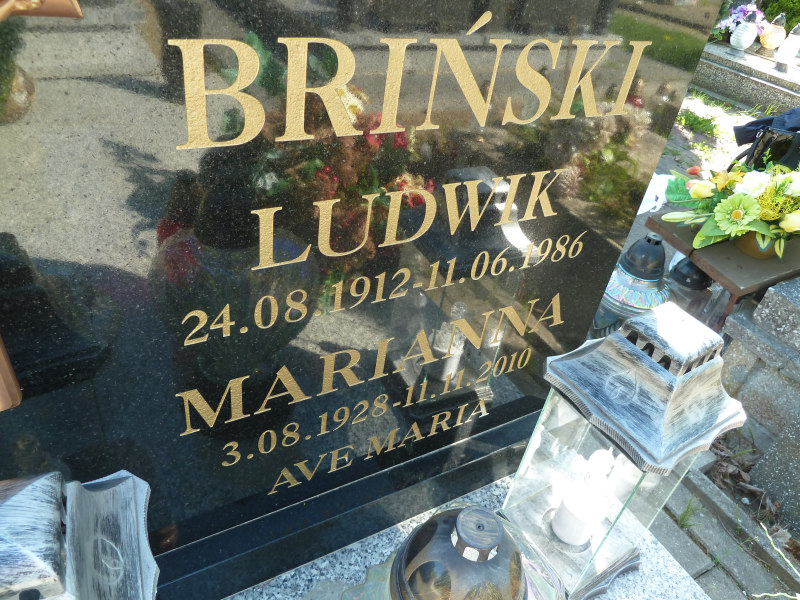 BRIŃSKI
LUDWIK
24.08.1912-11.06.1986
MARIANNA
3.08.1928-11.11.2010
AVE MARIA